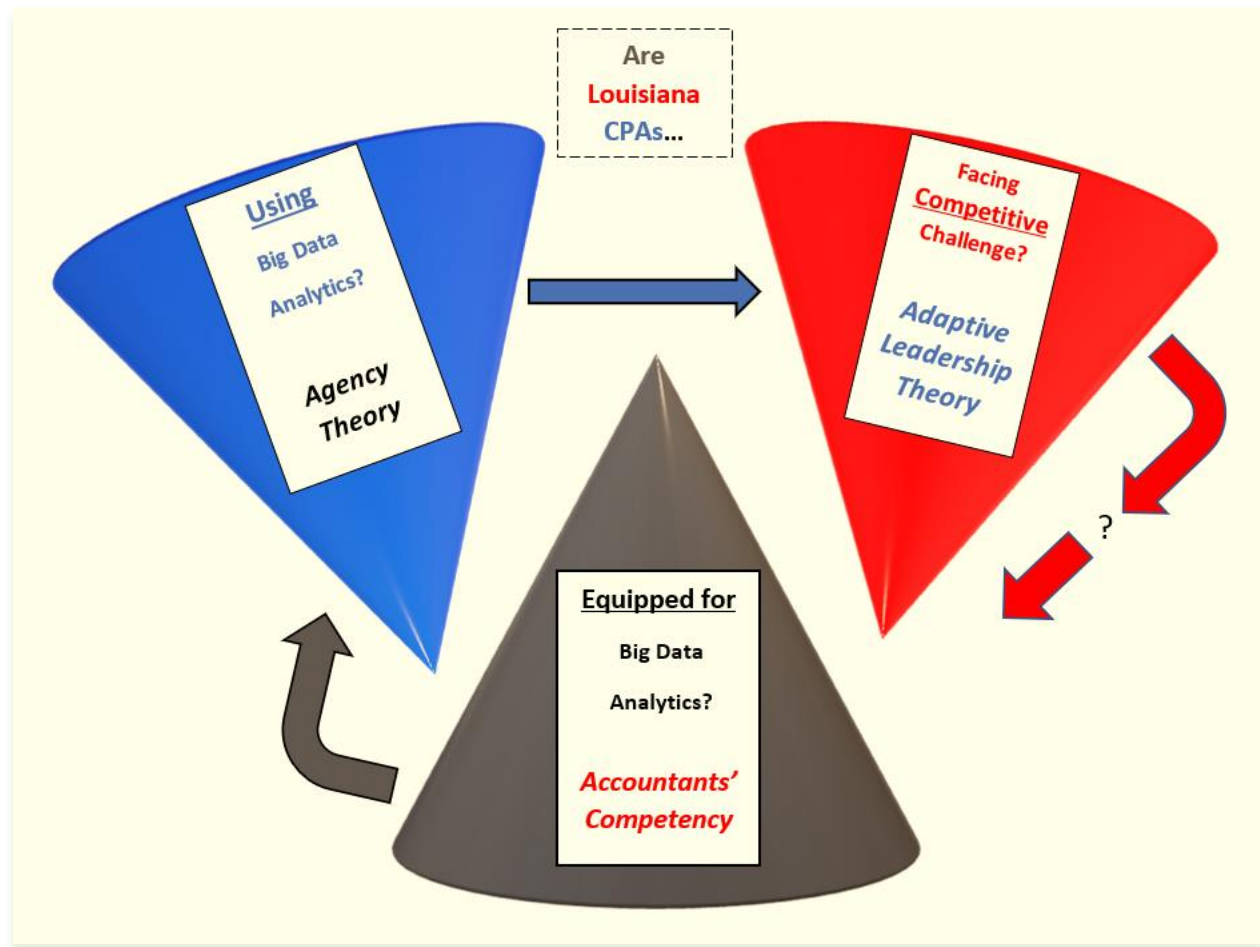 Are
Louisiana
CPAs...
Using
Big Data
Analytics?
Agency
Theory
Facing
Competitive
Challenge?
Adaptive
Leadership
Theory
?
Equipped for
Big Data
Analytics?
Accountants’
Competency